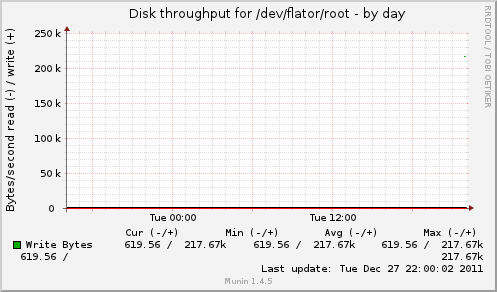 Disk throughput for /dev/flator/root - by day
RRDTOOL / TOBI OETIKER
Bytes/second read (-) / write (+)
250 k
200 k
150 k
100 k
50 k
0
Tue 00:00 Tue 12:00
Cur (-/+) Min (-/+) Avg (-/+) Max (-/+)
Write Bytes 619.56 / 217.67k 619.56 / 217.67k 619.56 / 217.67k
619.56 / 217.67k
Last update: Tue Dec 27 22:00:02 2011
Munin 1.4.5